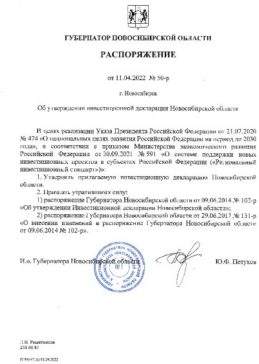 ГУБЕРНАТОР НОВОСИБИРСКОЙ ОБЛАСТИ
РАСПОРЯЖЕНИЕ
от 11.04.2022 № 90-р
г. Новосибирск
Об утверждении инвестиционной декларации Новосибирской области
В целях реализации Указа Президента Российской Федерации от 21.07.2020
№ 474 «О национальных целях развития Российской Федерации на период до 2030
года», в соответствии с приказом Министерства экономического развития
Российской Федерации от 30.09.2021 № 591 «О системе поддержки новых
инвестиционных проектов в субъектах Российской Федерации («Региональный
инвестиционный стандарт»)»:
1. Утвердить прилагаемую инвестиционную декларацию Новосибирской
области.
2. Признать утратившими силу:
1) распоряжение Губернатора Новосибирской области от 09.06.2014 № 102-р
«Об утверждении Инвестиционной декларации Новосибирской области»;
2) распоряжение Губернатора Новосибирской области от 29.06.2017 № 131-р
«О внесении изменений в распоряжение Губернатора Новосибирской области
от 09.06.2014 № 102-р».
И.о. Губернатора Новосибирской области
Ю.Ф. Петухов
Л.Н. Решетников